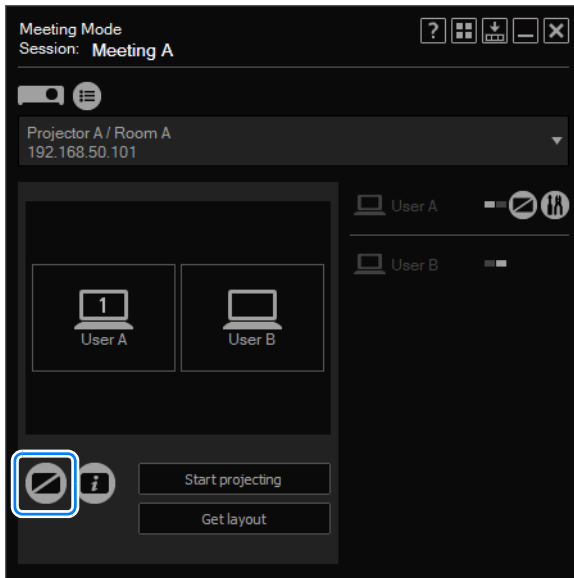 Meeting Mode
Session: Meeting A
?
Projector A / Room A
192.168.50.101
User A
User B
1
User A
User B
i
Start projecting
Get layout